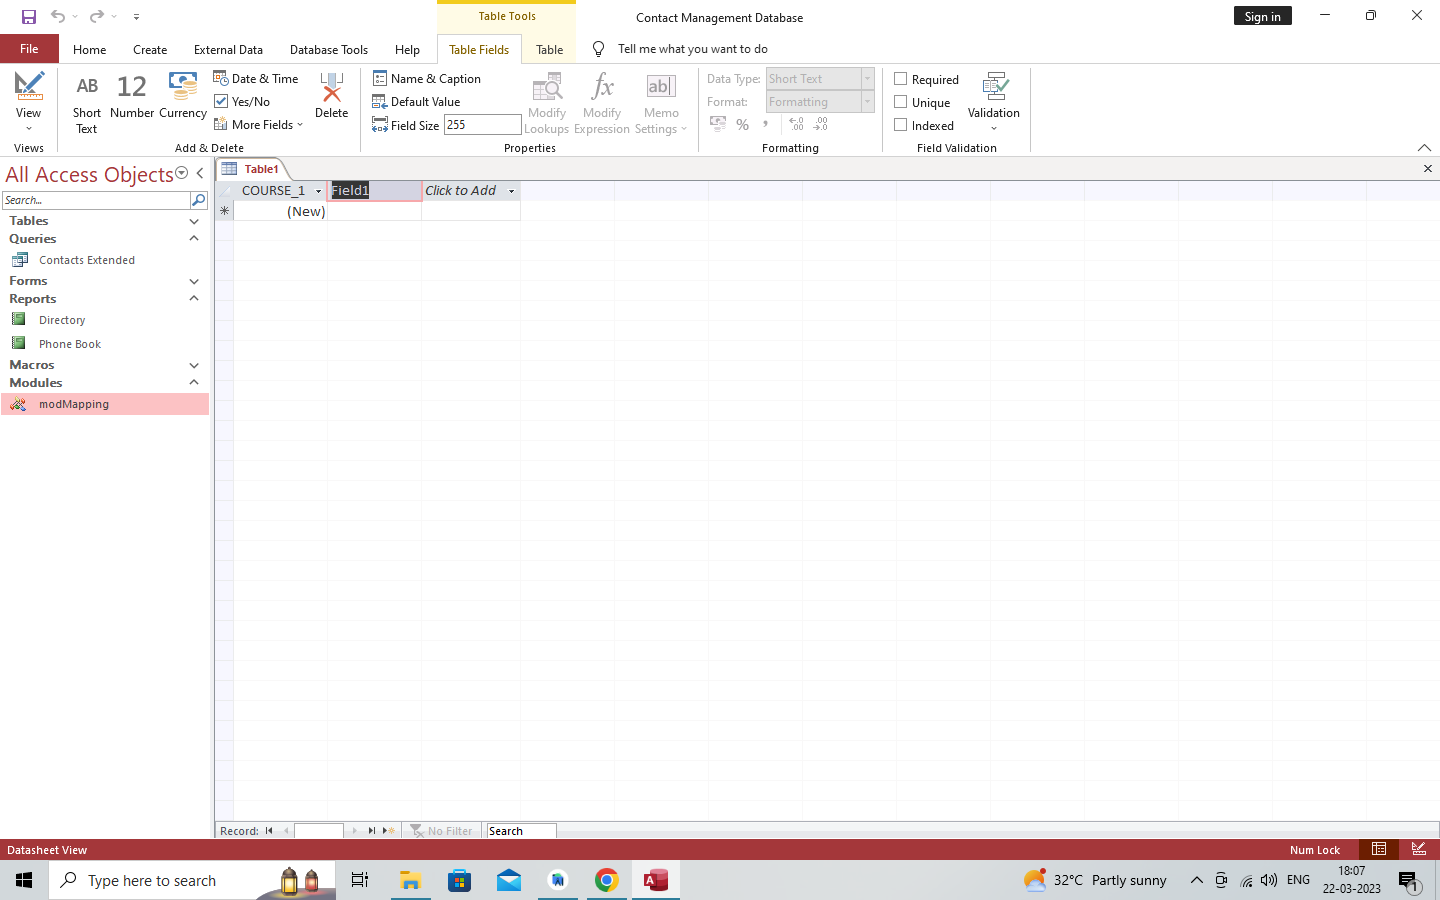 Table Tools
Contact Management Database
Sign in
File
Home
Create
External Data
Database Tools
Help
Table Fields
Table
Tell me what you want to do
View
Views
AB
Short
Text
12
Number
Currency
Date & Time
Yes/No
More Fields
Delete
Add & Delete
Name & Caption
Default Value
Field Size 255
Modify
Lookups
fx
Modify
Expression
ab|
Memo
Settings
Properties
Data Type: Short Text
Format: Formatting
%
Formatting
Required
Unique
Indexed
Validation
Field Validation
All Access Objects
Search...
Tables
Queries
Contacts Extended
Forms
Reports
Directory
Phone Book
Macros
Modules
modMapping
Table1
COURSE_1 Field1 Click to Add
(New)
Record:
No Filter
Search
Datasheet View
Num Lock
Type here to search
32°C Partly sunny
ENG
18:07
22-03-2023
1